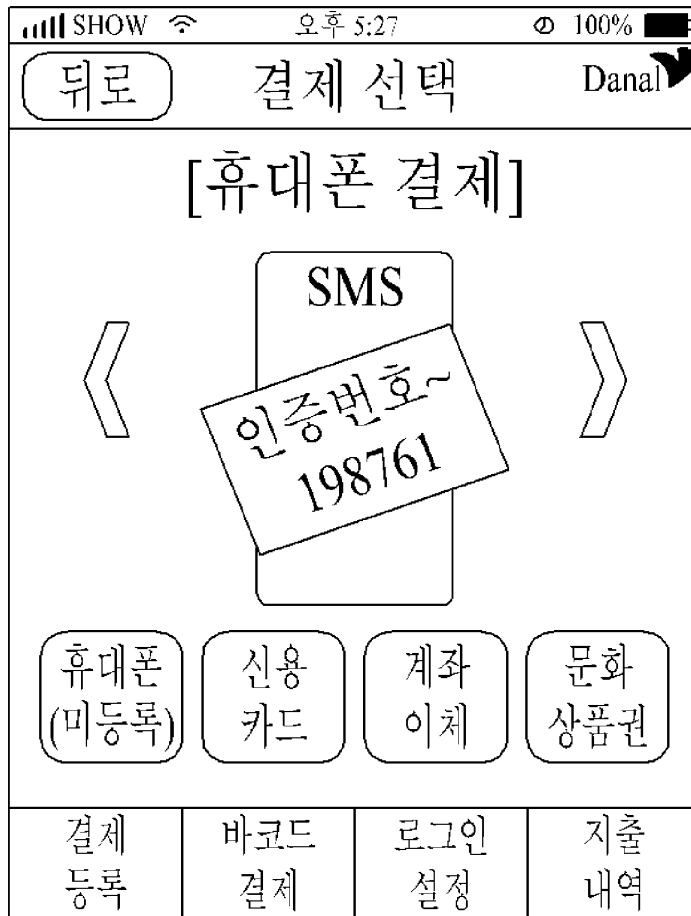 SHOW 오후 5:27 100%
뒤로 결제 선택 Danal
[휴대폰 결제]
SMS
인증번호~
198761
휴대폰 신용 계좌 문화
(미등록) 카드 이체 상품권
결제 바코드 로그인 지출
등록 결제 설정 내역